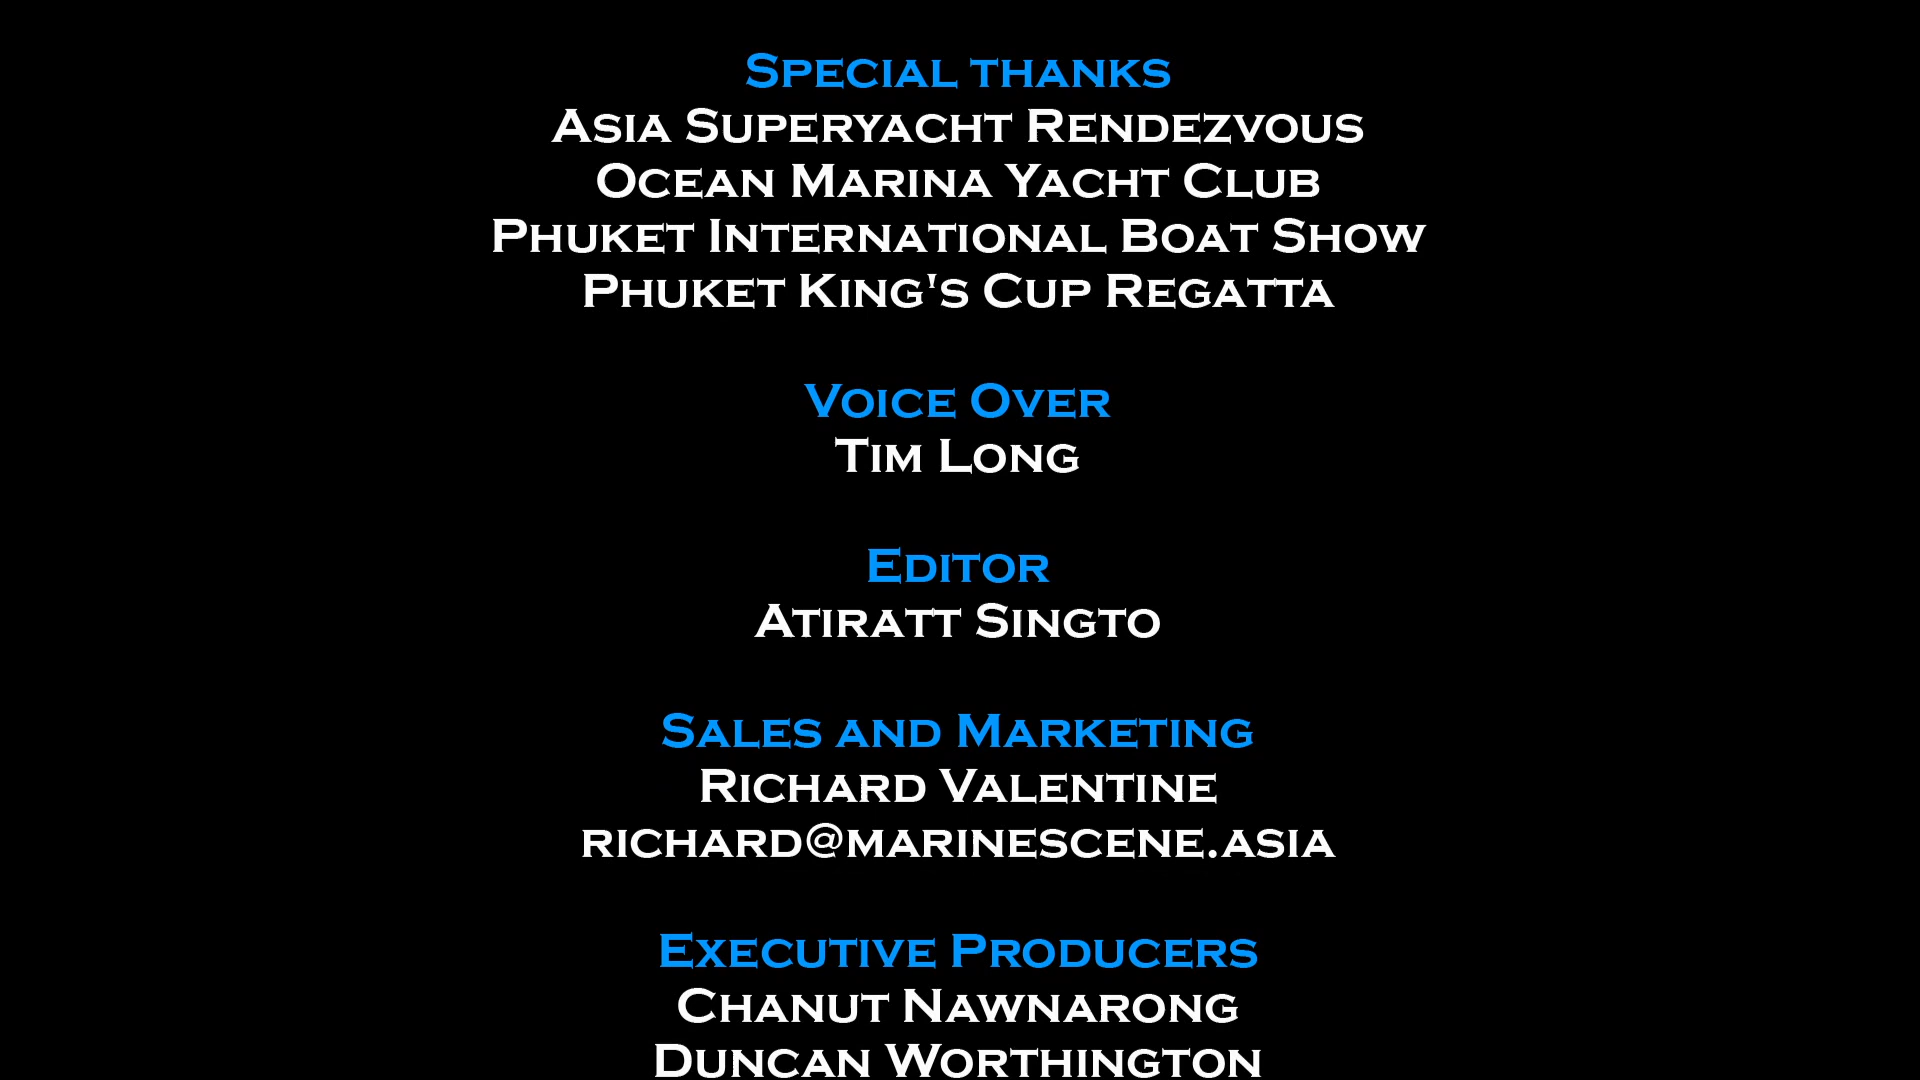 Special thanks
Asia Superyacht Rendezvous
Ocean Marina Yacht Club
Phuket International Boat Show
Phuket King's Cup Regatta
Voice Over
Tim Long
Editor
Atiratt Singto
Sales and Marketing
Richard Valentine
richard@marinescene.asia
Executive Producers
Chanut Nawnarong
Duncan Worthington